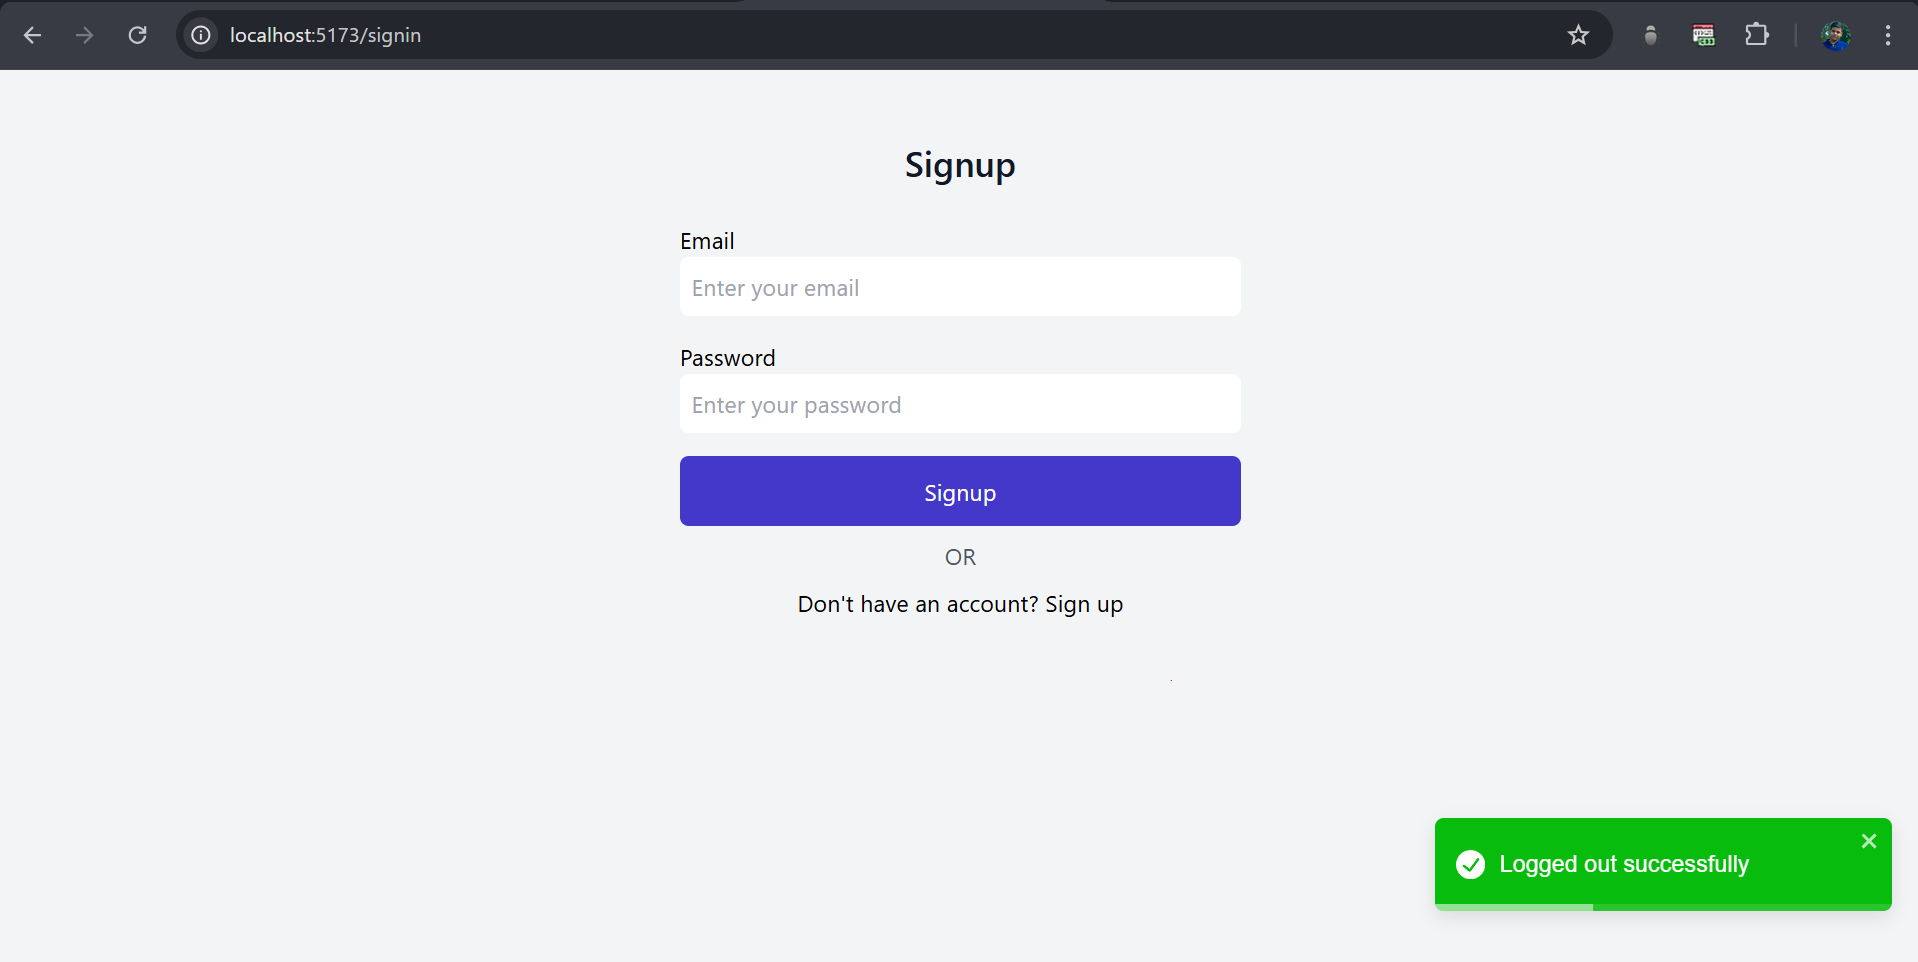 localhost:5173/signin
Signup
Email
Enter your email
Password
Enter your password
Signup
OR
Don't have an account? Sign up
Logged out successfully